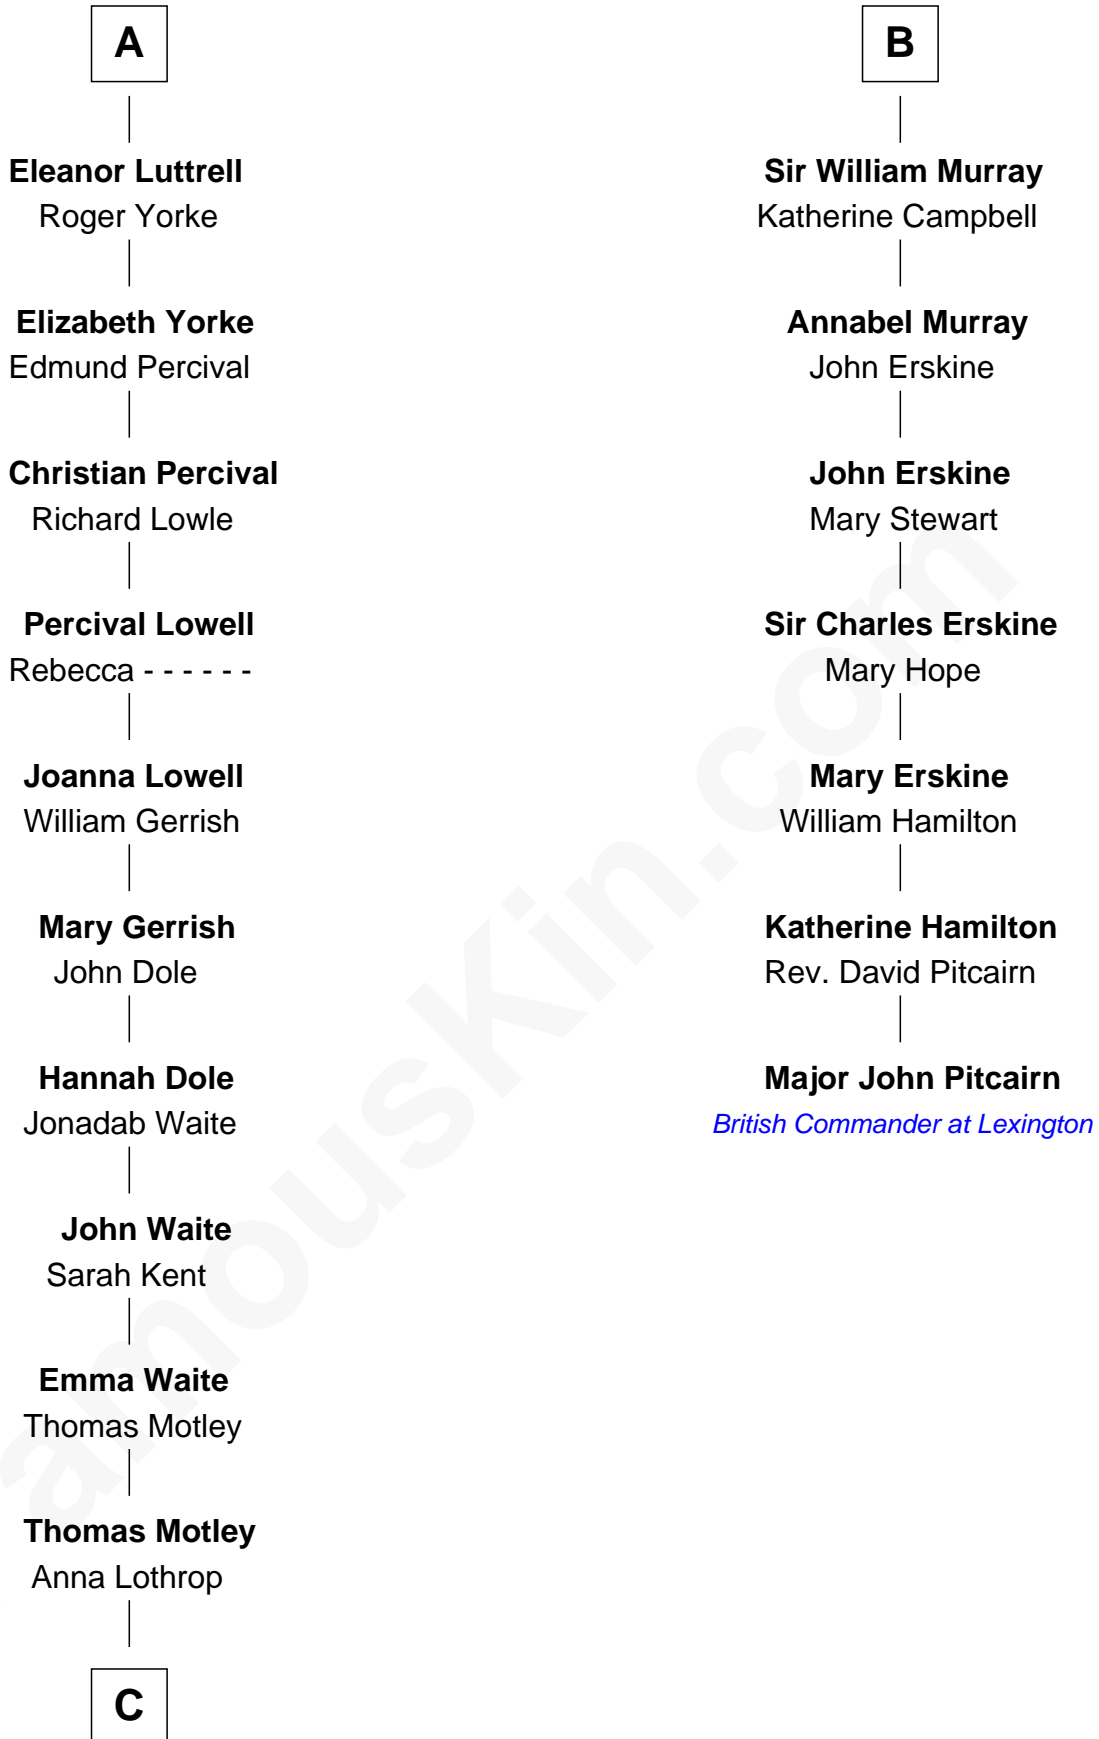 A
Eleanor Luttrell
Roger Yorke
Elizabeth Yorke
Edmund Percival
Christian Percival
Richard Lowle
Percival Lowell
Rebecca - - - - - -
Joanna Lowell
William Gerrish
Mary Gerrish
John Dole
Hannah Dole
Jonadab Waite
John Waite
Sarah Kent
Emma Waite
Thomas Motley
Thomas Motley
Anna Lothrop
C
B
Sir William Murray
Katherine Campbell
Annabel Murray
John Erskine
John Erskine
Mary Stewart
Sir Charles Erskine
Mary Hope
Mary Erskine
William Hamilton
Katherine Hamilton
Rev. David Pitcairn
Major John Pitcairn
British Commander at Lexington
amousKin.com